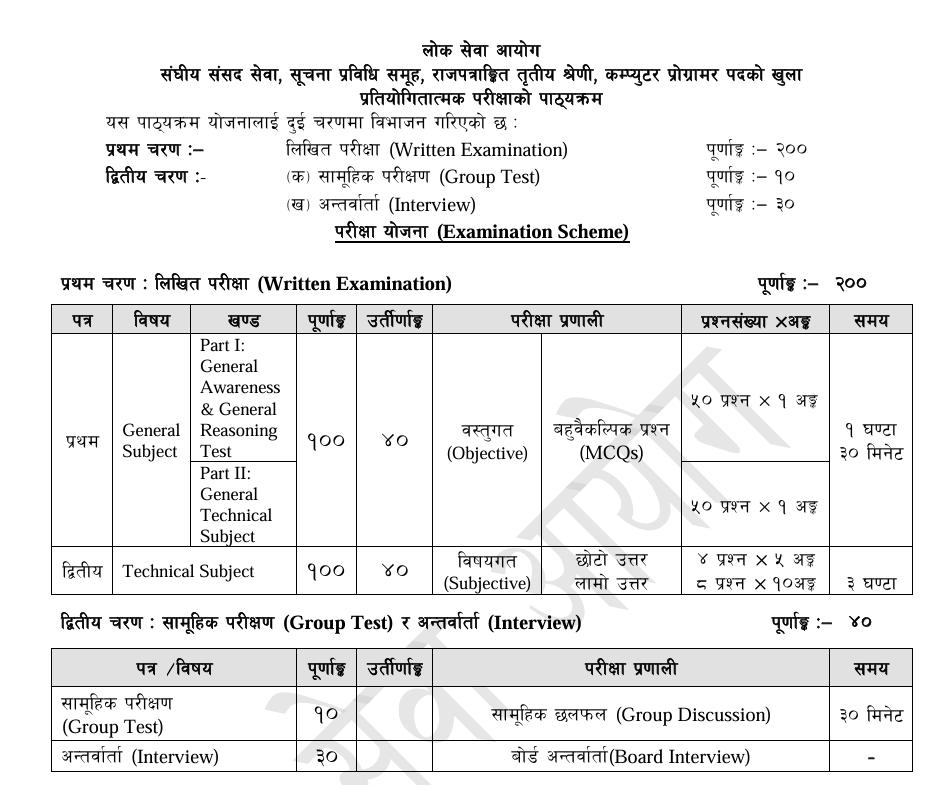 लोक सेवा आयोग
संघीय संसद सेवा, सूचना प्रविधि समूह, राजपत्राङ्कित तृतीय श्रेणी, कम्प्युटर प्रोग्रामर पदको खुला
प्रतियोगितात्मक परीक्षाको पाठ्यक्रम
यस पाठ्यक्रम योजनालाई दुई चरणमा विभाजन गरिएको छ :
प्रथम चरण :– लिखित परीक्षा (Written Examination) पूर्णाङ्क :– २००
द्वितीय चरण :- (क) सामूहिक परीक्षण (Group Test) पूर्णाङ्क :– १०
(ख) अन्तर्वार्ता (Interview) पूर्णाङ्क :– ३०
परीक्षा योजना (Examination Scheme)
प्रथम चरण : लिखित परीक्षा (Written Examination) पूर्णाङ्क :– २००
पत्र विषय खण्ड पूर्णाङ्क उर्तीर्णाङ्क परीक्षा प्रणाली प्रश्नसंख्या ×अङ्क समय
प्रथम
General
Subject
Part I:
General
Awareness
& General
Reasoning
Test
Part II:
General
Technical
Subject
१००
४०
वस्तुगत
(Objective)
बहुवैकल्पिक प्रश्न
(MCQs)
५० प्रश्न × १ अङ्क
५० प्रश्न × १ अङ्क
१ घण्टा
३० मिनेट
द्वितीय Technical Subject १०० ४०
विषयगत
(Subjective)
छोटो उत्तर
लामो उत्तर
४ प्रश्न × ५ अङ्क
८ प्रश्न × १०अङ्क
३ घण्टा
द्वितीय चरण : सामूहिक परीक्षण (Group Test) र अन्तर्वार्ता (Interview) पूर्णाङ्क :– ४०
पत्र /विषय पूर्णाङ्क उर्तीर्णाङ्क परीक्षा प्रणाली समय
सामूहिक परीक्षण
(Group Test)
१० सामूहिक छलफल (Group Discussion) ३० मिनेट
अन्तर्वार्ता (Interview) ३० बोर्ड अन्तर्वार्ता(Board Interview) -
सेवा आयोग